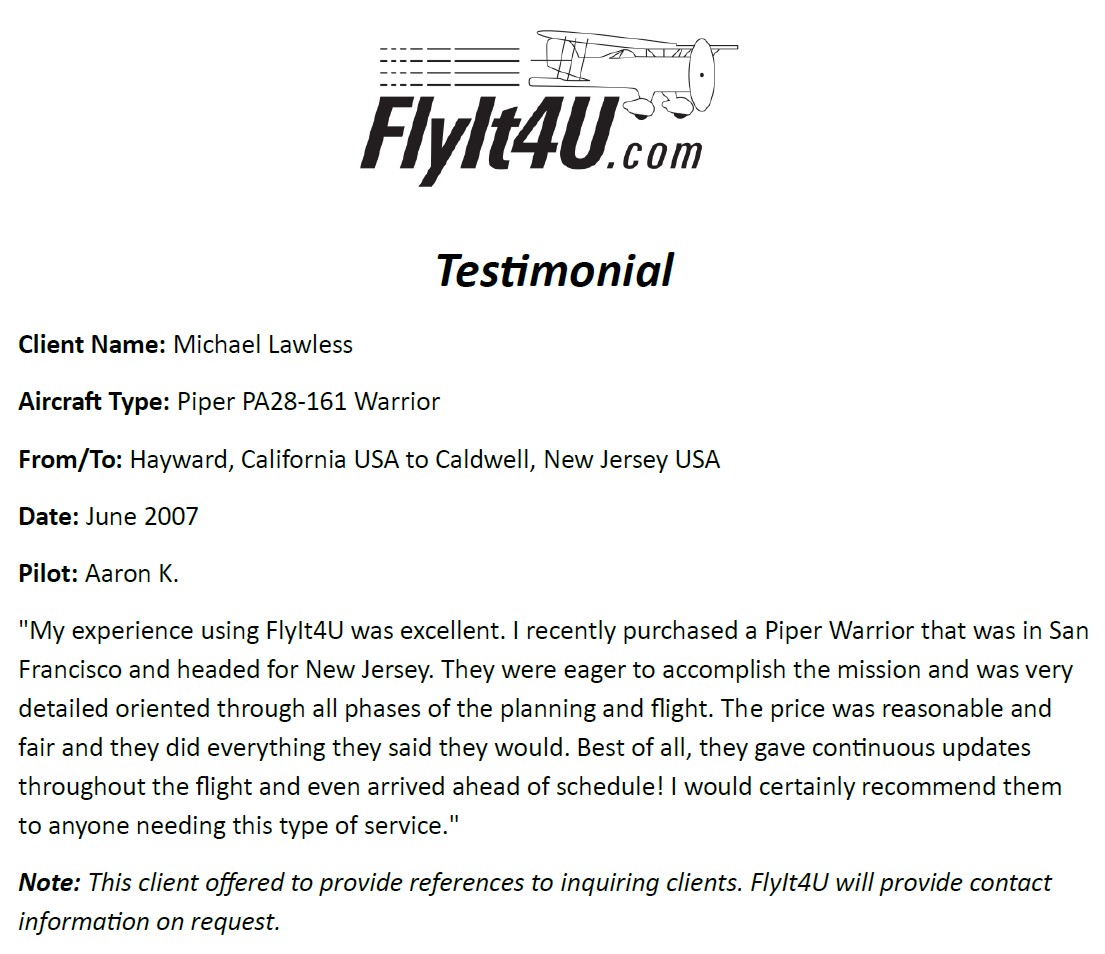 FlyIt4U.com
Testimonial
Client Name: Michael Lawless
Aircraft Type: Piper PA28-161 Warrior
From/To: Hayward, California USA to Caldwell, New Jersey USA
Date: June 2007
Pilot: Aaron K.
"My experience using FlyIt4U was excellent. I recently purchased a Piper Warrior that was in San
Francisco and headed for New Jersey. They were eager to accomplish the mission and was very
detailed oriented through all phases of the planning and flight. The price was reasonable and
fair and they did everything they said they would. Best of all, they gave continuous updates
throughout the flight and even arrived ahead of schedule! I would certainly recommend them
to anyone needing this type of service."
Note: This client offered to provide references to inquiring clients. FlyIt4U will provide contact
information on request.